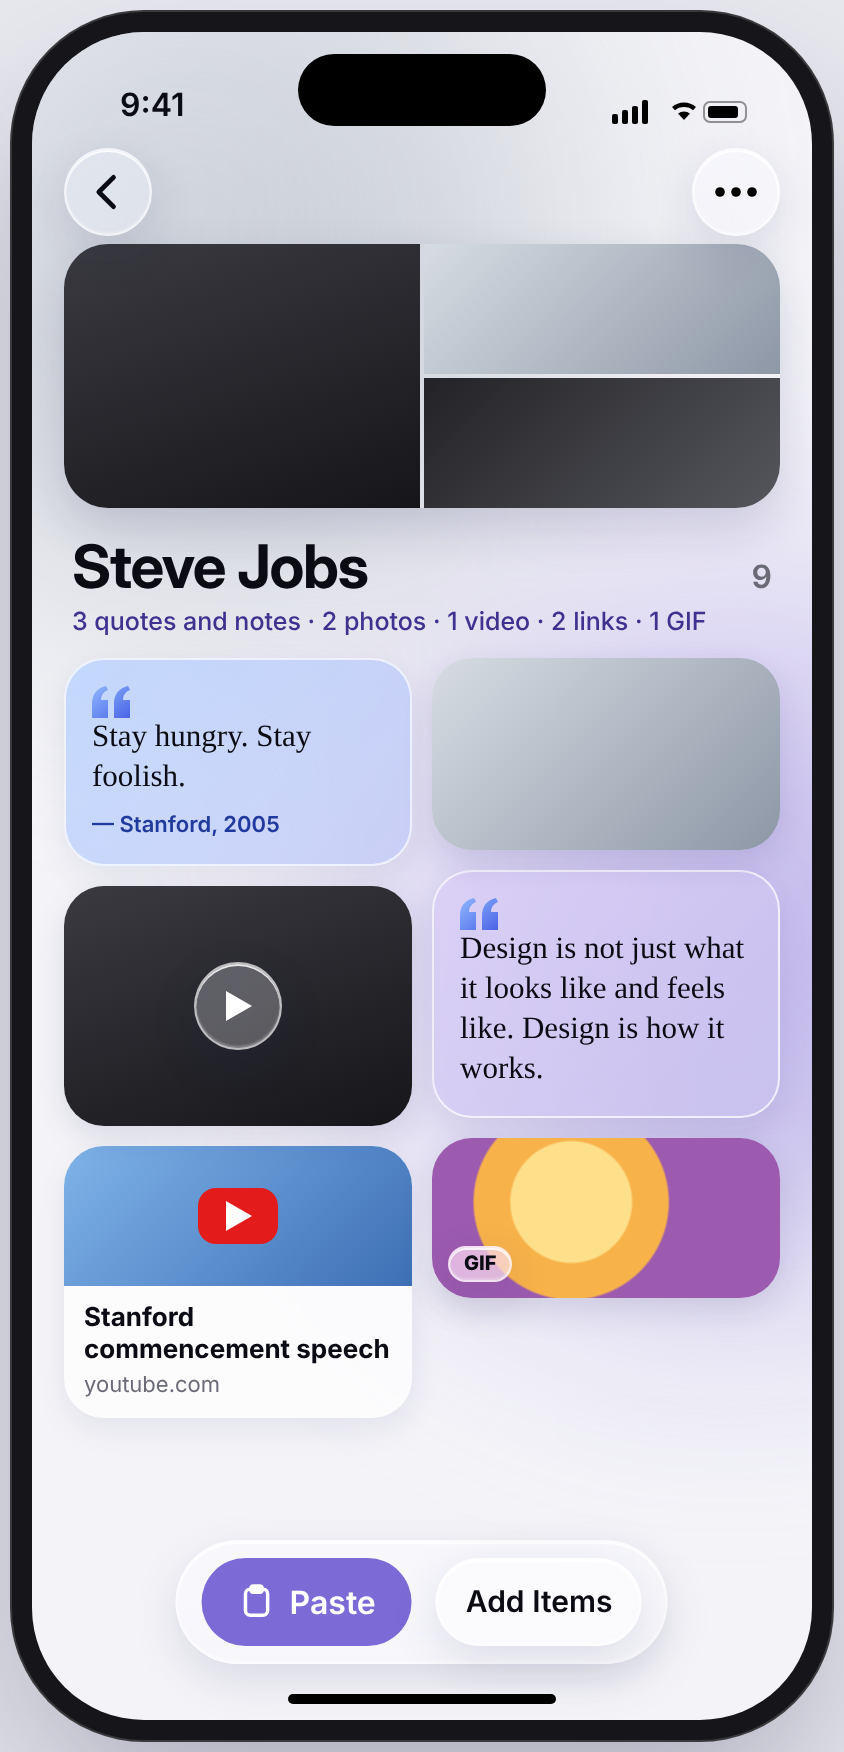 9:41
Steve Jobs
9
3 quotes and notes · 2 photos · 1 video · 2 links · 1 GIF
Stay hungry. Stay
foolish.
— Stanford, 2005
Design is not just what
it looks like and feels
like. Design is how it
works.
GIF
Stanford
commencement speech
youtube.com
Paste
Add Items